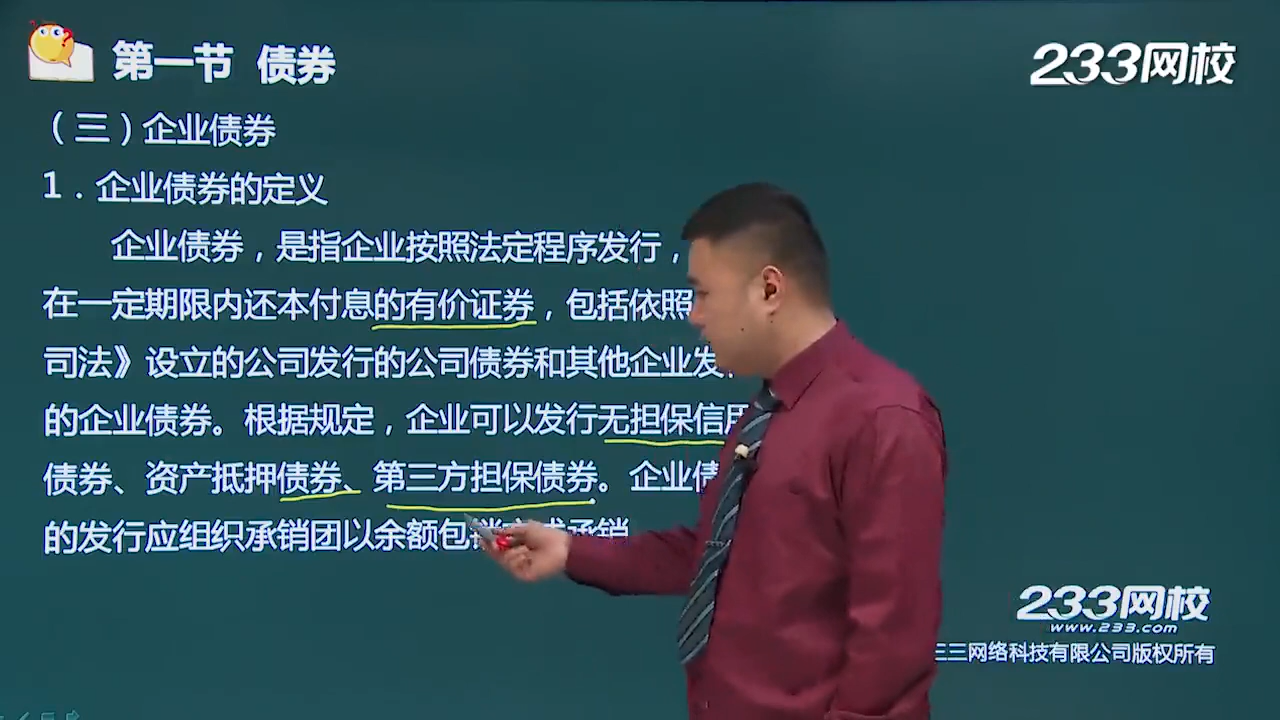 第一节 债券
233网校
（三）企业债券
1．企业债券的定义
企业债券，是指企业按照法定程序发行，
在一定期限内还本付息的有价证券，包括依照
司法》设立的公司发行的公司债券和其他企业发
的企业债券。根据规定，企业可以发行无担保信用
债券、资产抵押债券、第三方担保债券。企业债
的发行应组织承销团以余额包销方式承销
233网校
www.233.com
三网络科技有限公司版权所有